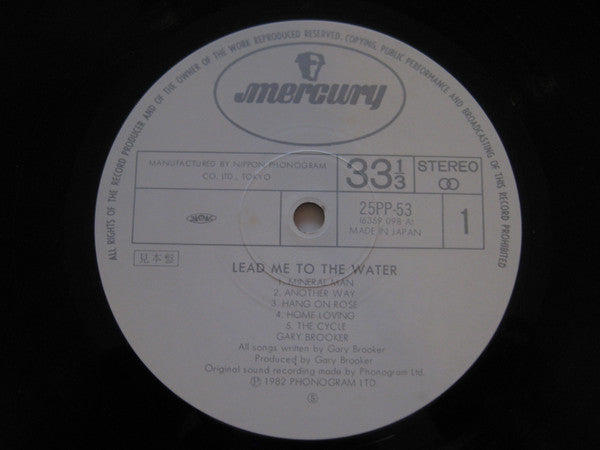 ALL RIGHTS OF THE RECORD PRODUCER AND OF THE OWNER OF THE WORK REPRODUCED RESERVED, COPYING, PUBLIC PERFORMANCE AND BROADCASTING OF THIS RECORD PROHIBITED
mercury
MANUFACTURED BY NIPPON PHONOGRAM
CO. LTD., TOKYO
33 1/3
STEREO
25PP-53
(6359 098 A)
MADE IN JAPAN
1
見本盤
LEAD ME TO THE WATER
1. MINERAL MAN
2. ANOTHER WAY
3. HANG ON ROSE
4. HOME LOVING
5. THE CYCLE
GARY BROOKER
All songs written by Gary Brooker
Produced by Gary Brooker
Original sound recording made by Phonogram Ltd.
Ⓟ 1982 PHONOGRAM LTD.
Ⓢ